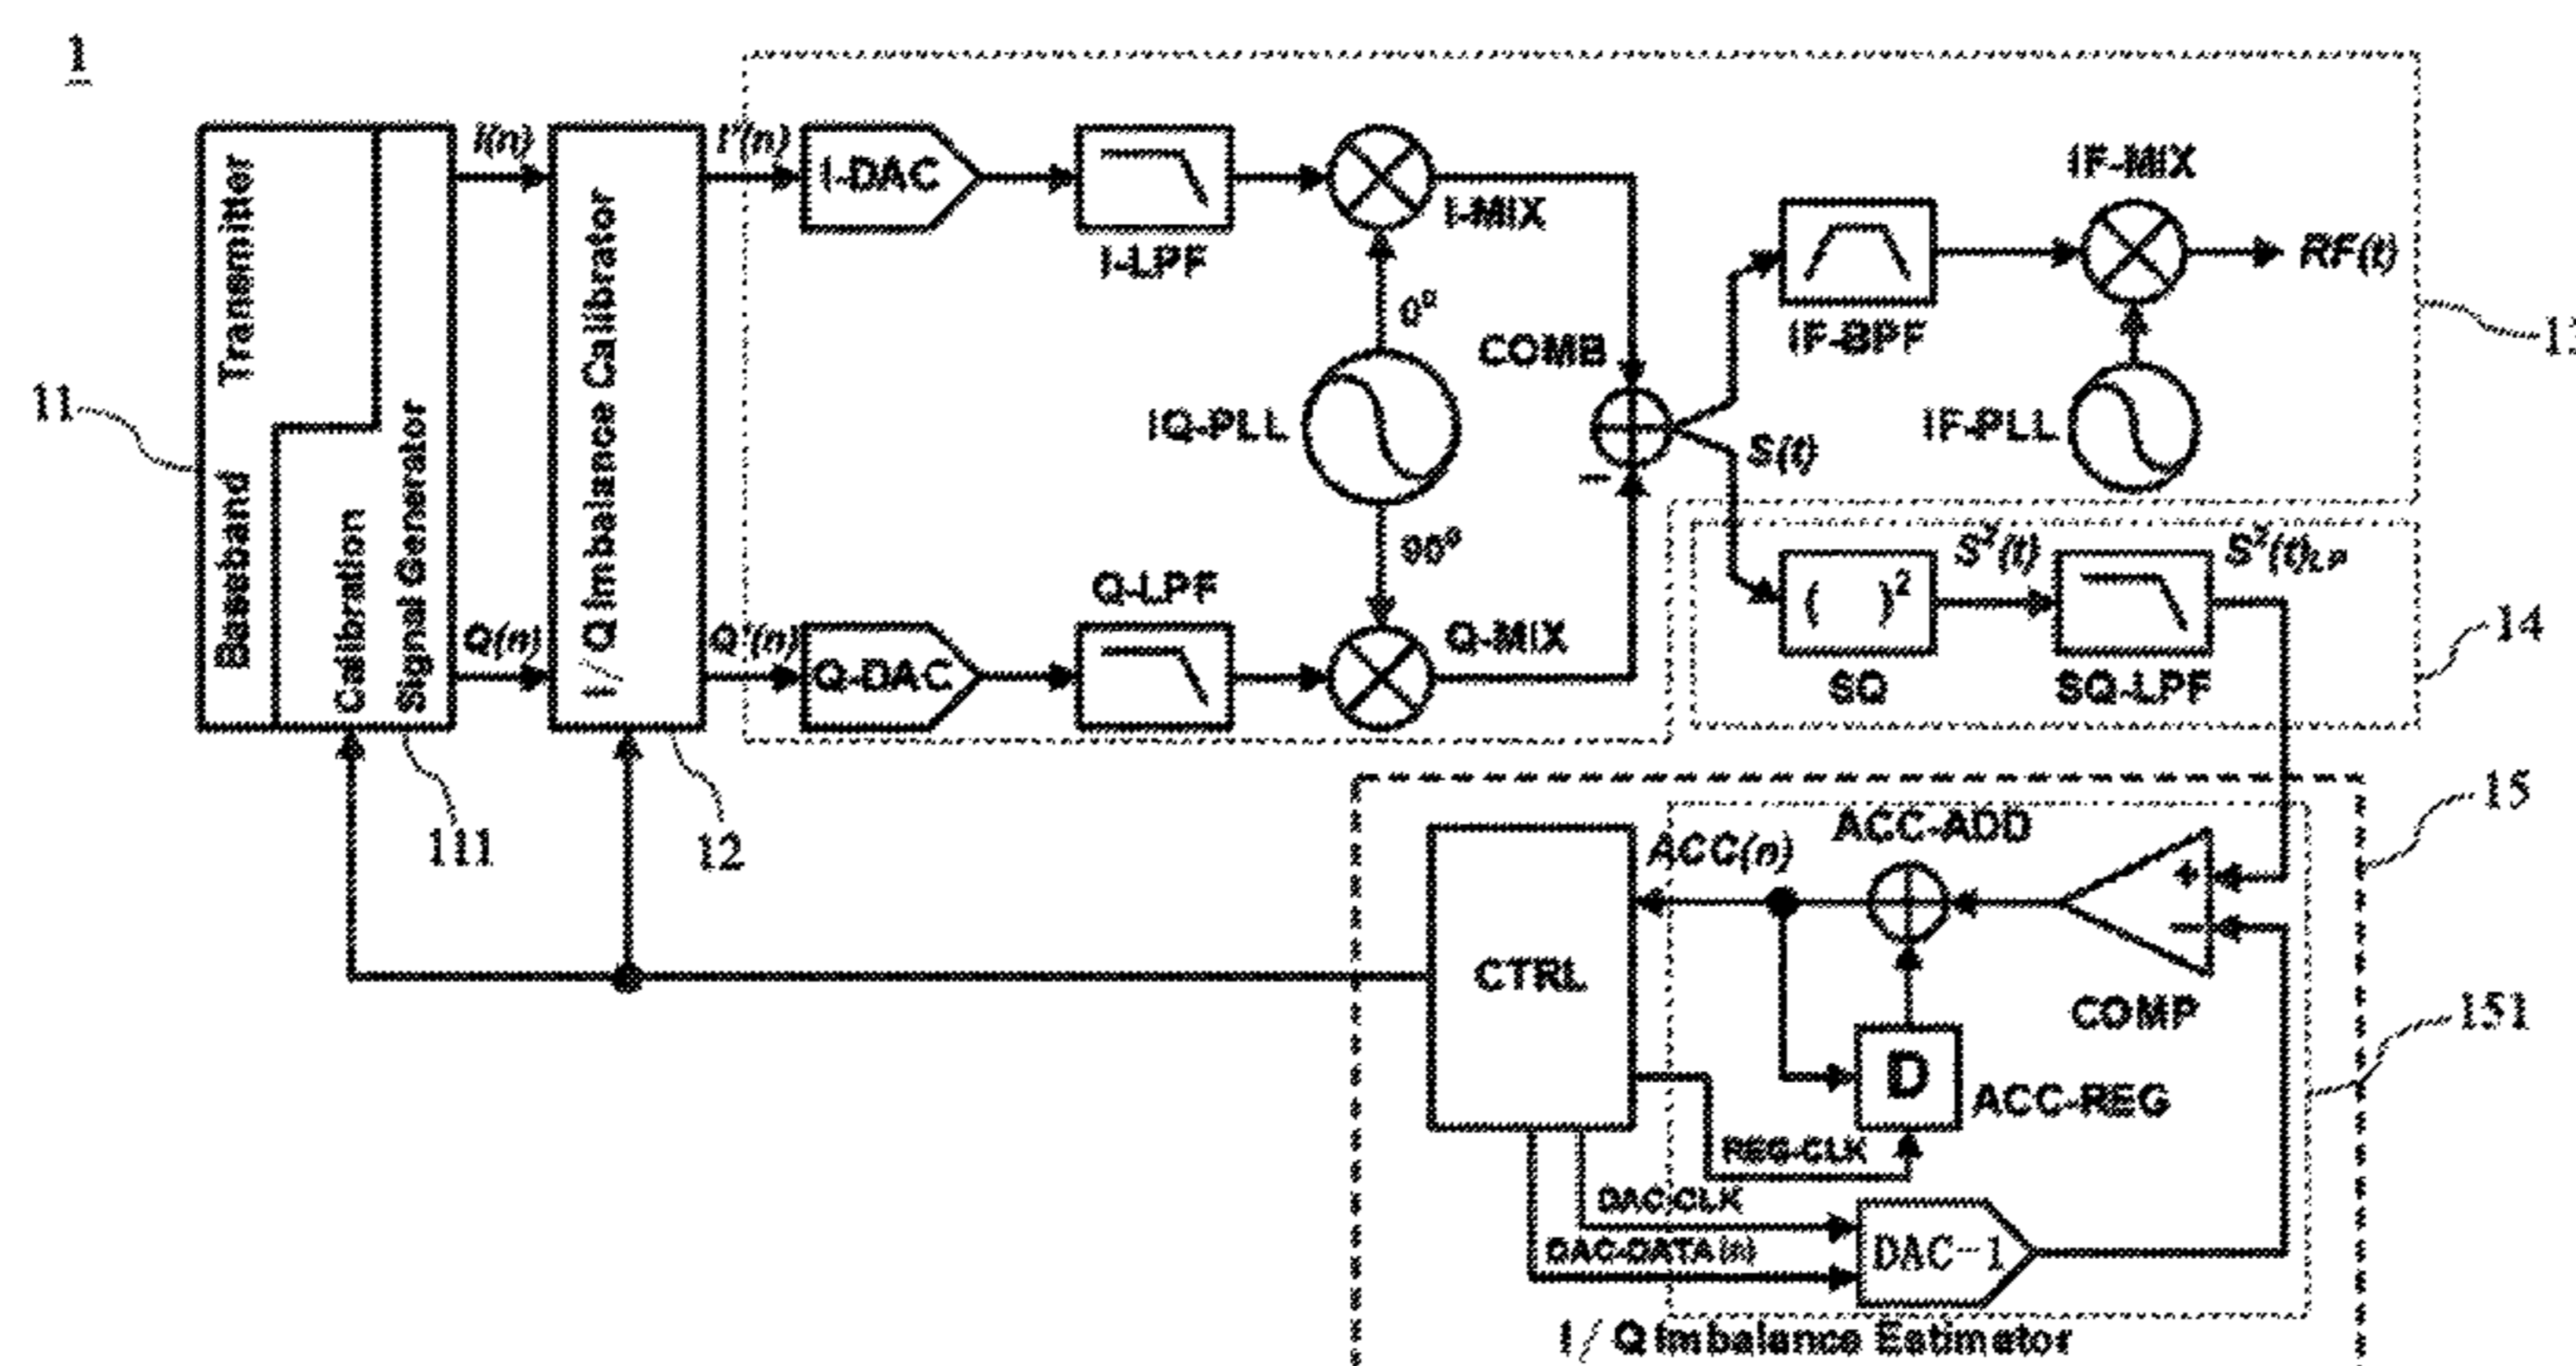 1
Baseband Transmitter
Calibration
Signal Generator
I(n)
Q(n)
I / Q Imbalance Calibrator
I'(n)
Q'(n)
I-DAC
I-LPF
I-MIX
0°
IQ-PLL
90°
Q-DAC
Q-LPF
Q-MIX
COMB
−
S(t)
IF-BPF
IF-MIX
RF(t)
IF-PLL
( )²
SQ
S²(t)
SQ-LPF
S²(t)LP
11
111
12
14
15
151
CTRL
ACC(n)
ACC-ADD
+
−
COMP
D
ACC-REG
REG-CLK
DAC-CLK
DAC-DATA(n)
DAC-1
I / Q Imbalance Estimator